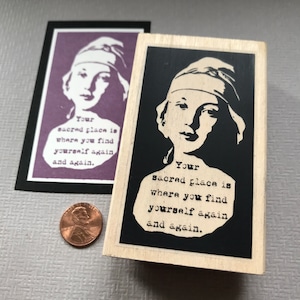 Your
sacred place is
where you find
yourself again
and again.
Your
sacred place is
where you find
yourself again
and again.